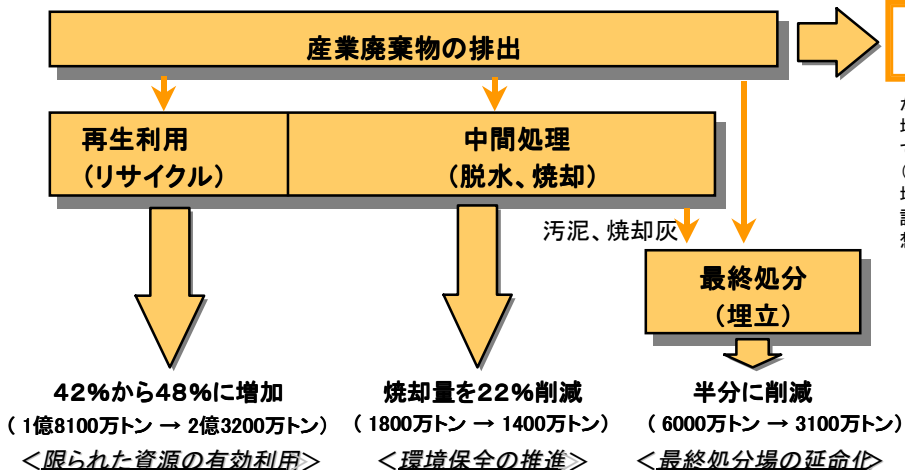 産業廃棄物の排出
再生利用
(リサイクル)
中間処理
(脱水、焼却)
汚泥、焼却灰
最終処分
(埋立)
42%から48%に増加
( 1億8100万トン → 2億3200万トン)
<限られた資源の有効利用>
焼却量を22%削減
( 1800万トン → 1400万トン)
<環境保全の推進>
半分に削減
( 6000万トン → 3100万トン)
<最終処分場の延命化>